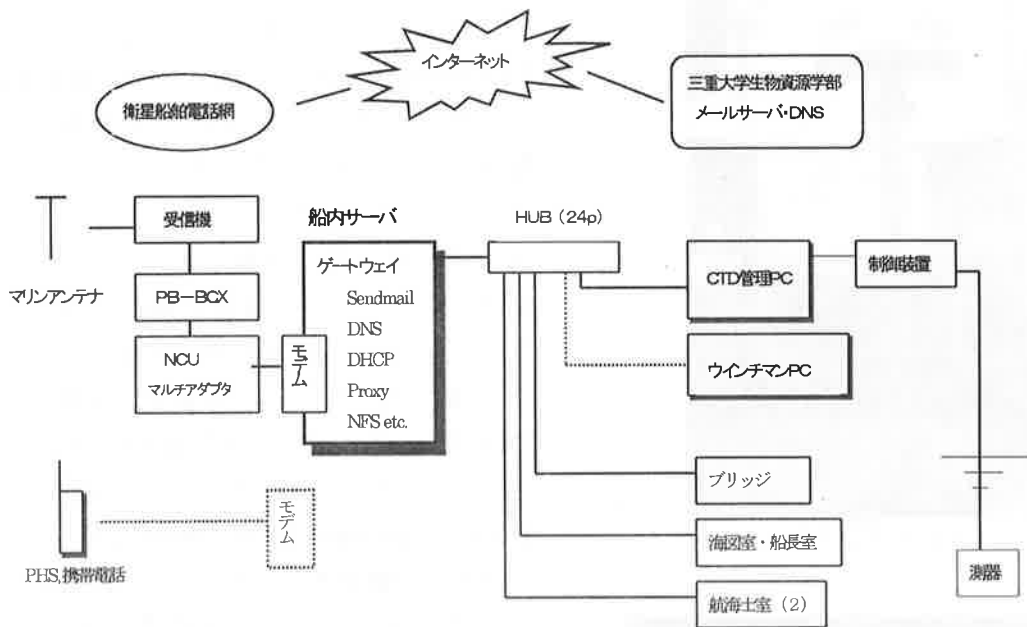 インターネット
衛星船舶電話網
三重大学生物資源学部
メールサーバ・DNS
受信機
船内サーバ
HUB（24p）
マリンアンテナ
PB－BOX
NCU
マルチアダプタ
モデム
ゲートウェイ
Sendmail
DNS
DHCP
Proxy
NFS etc.
CTD管理PC
制御装置
ウインチマンPC
ブリッジ
海図室・船長室
航海士室（2）
測器
モデム
PHS,携帯電話